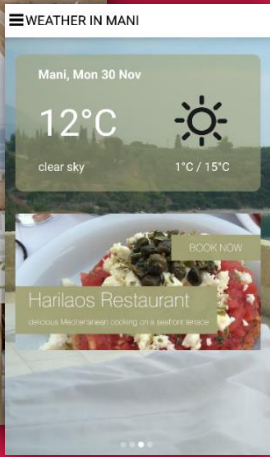 WEATHER IN MANI
Mani, Mon 30 Nov
12°C
clear sky
1°C / 15°C
BOOK NOW
Harilaos Restaurant
delicious Mediterranean cooking on a seafront terrace